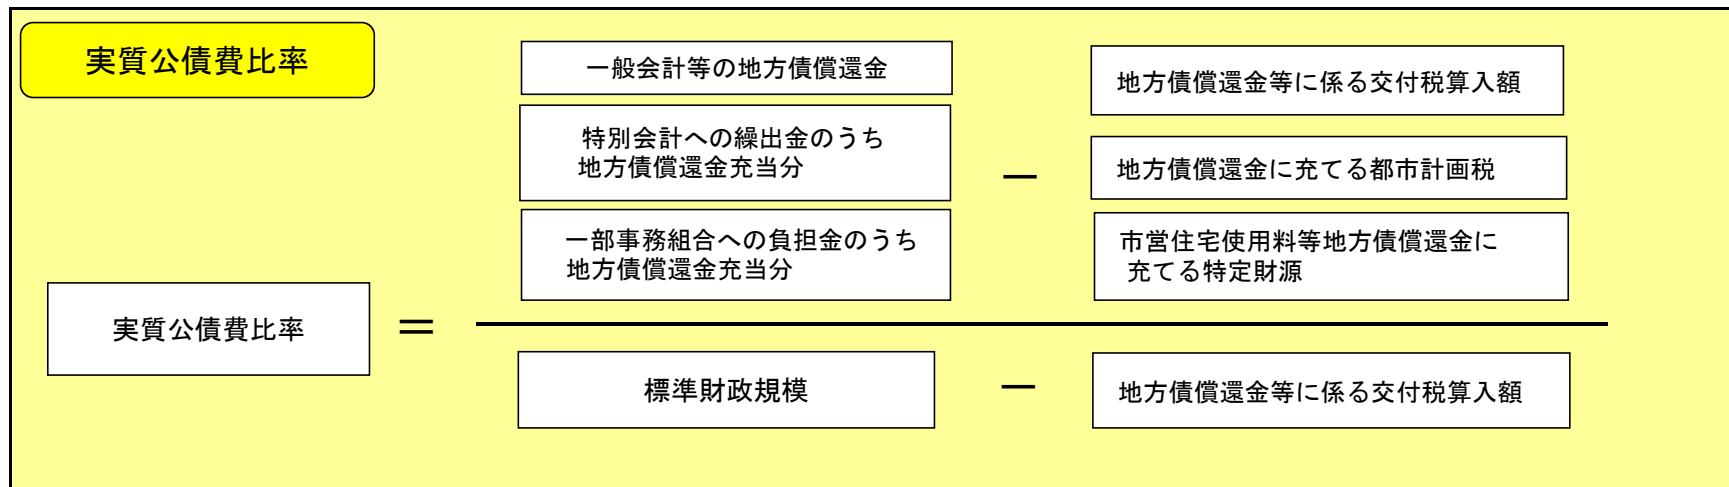 実質公債費比率
一般会計等の地方債償還金
特別会計への繰出金のうち
地方債償還金充当分
一部事務組合への負担金のうち
地方債償還金充当分
－
地方債償還金等に係る交付税算入額
地方債償還金に充てる都市計画税
市営住宅使用料等地方債償還金に
充てる特定財源
実質公債費比率
＝
標準財政規模
－
地方債償還金等に係る交付税算入額